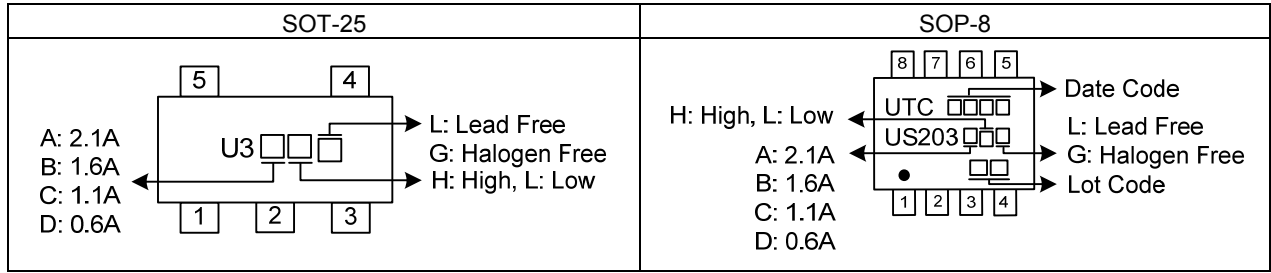 SOT-25
SOP-8
5 4
U3
L: Lead Free
G: Halogen Free
H: High, L: Low
A: 2.1A
B: 1.6A
C: 1.1A
D: 0.6A
1 2 3
8 7 6 5
Date Code
UTC
H: High, L: Low
US203
L: Lead Free
G: Halogen Free
A: 2.1A
B: 1.6A
C: 1.1A
D: 0.6A
Lot Code
1 2 3 4